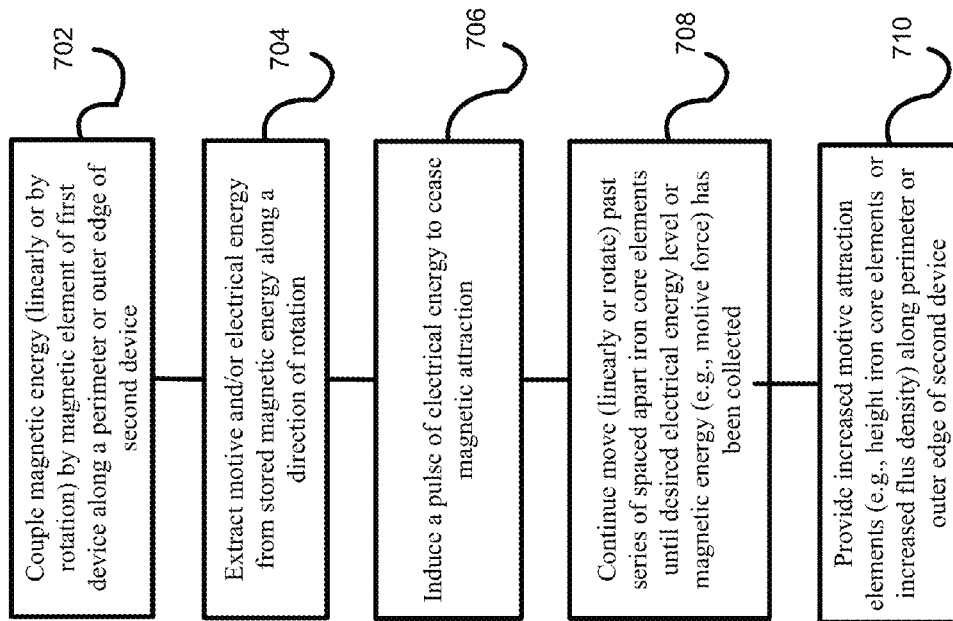 Couple magnetic energy (linearly or by
rotation) by magnetic element of first
device along a perimeter or outer edge of
second device
702
Extract motive and/or electrical energy
from stored magnetic energy along a
direction of rotation
704
Induce a pulse of electrical energy to cease
magnetic attraction
706
Continue move (linearly or rotate) past
series of spaced apart iron core elements
until desired electrical energy level or
magnetic energy (e.g., motive force) has
been collected
708
Provide increased motive attraction
elements (e.g., height iron core elements or
increased flus density) along perimeter or
outer edge of second device
710